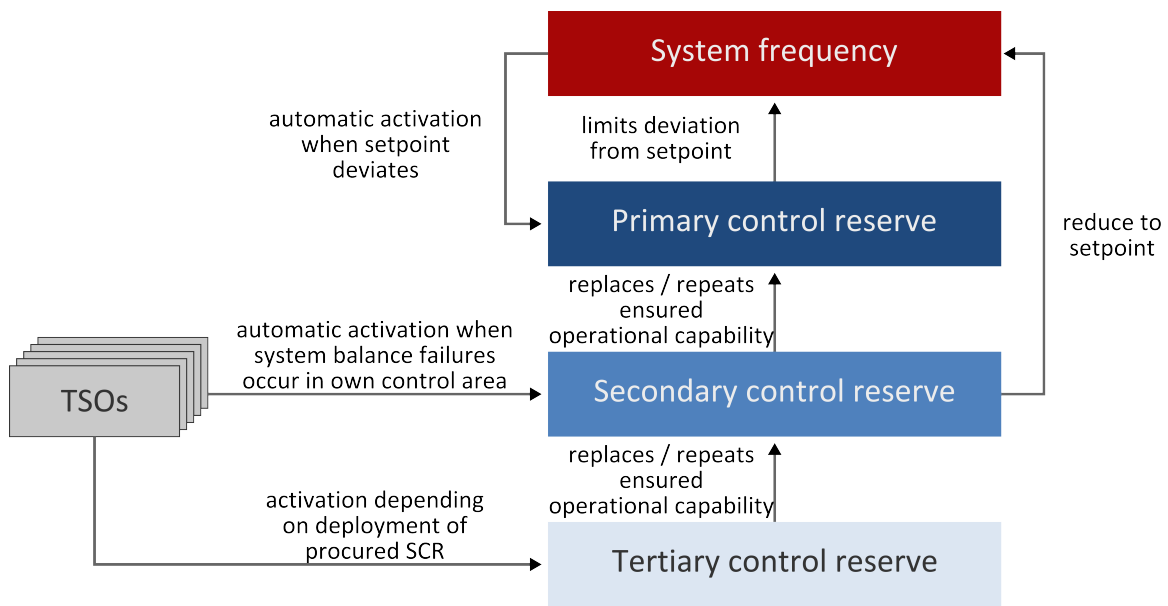 System frequency
automatic activation
when setpoint
deviates
limits deviation
from setpoint
Primary control reserve
reduce to
setpoint
replaces / repeats
ensured
operational capability
automatic activation when
system balance failures
occur in own control area
TSOs
Secondary control reserve
replaces / repeats
ensured
operational capability
activation depending
on deployment of
procured SCR
Tertiary control reserve